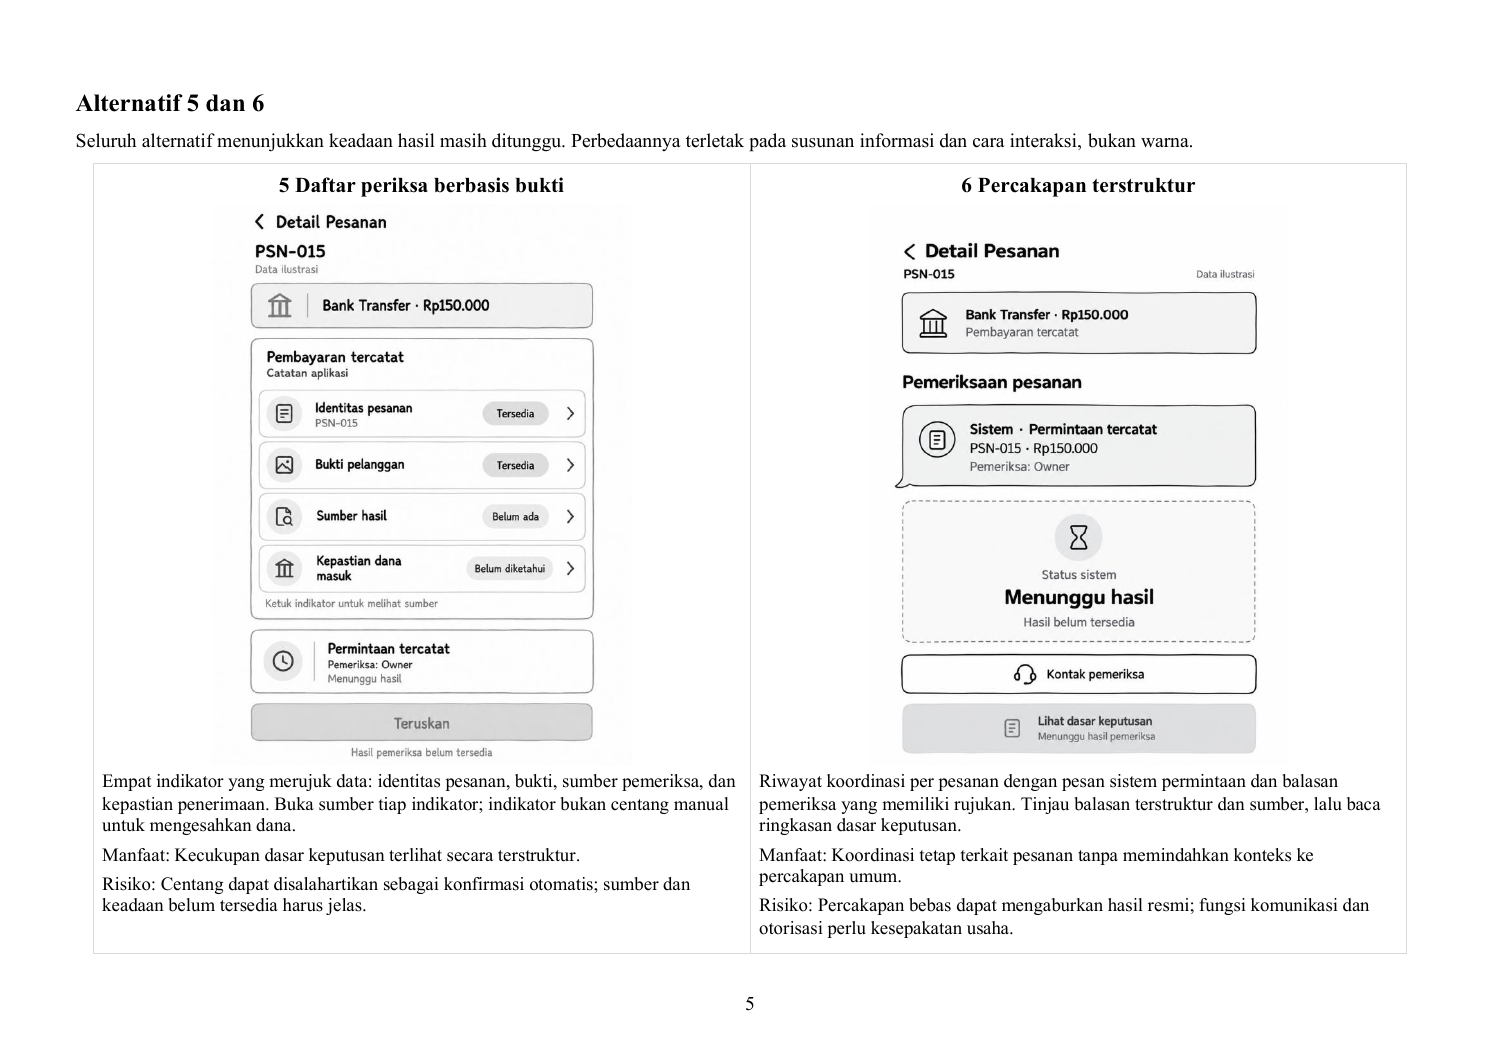 Alternatif 5 dan 6
Seluruh alternatif menunjukkan keadaan hasil masih ditunggu. Perbedaannya terletak pada susunan informasi dan cara interaksi, bukan warna.
5 Daftar periksa berbasis bukti
Detail Pesanan
PSN-015
Data ilustrasi
Bank Transfer · Rp150.000
Pembayaran tercatat
Catatan aplikasi
Identitas pesanan
PSN-015
Tersedia
Bukti pelanggan
Tersedia
Sumber hasil
Belum ada
Kepastian dana
masuk
Belum diketahui
Ketuk indikator untuk melihat sumber
Permintaan tercatat
Pemeriksa: Owner
Menunggu hasil
Teruskan
Hasil pemeriksa belum tersedia
Empat indikator yang merujuk data: identitas pesanan, bukti, sumber pemeriksa, dan
kepastian penerimaan. Buka sumber tiap indikator; indikator bukan centang manual
untuk mengesahkan dana.
Manfaat: Kecukupan dasar keputusan terlihat secara terstruktur.
Risiko: Centang dapat disalahartikan sebagai konfirmasi otomatis; sumber dan
keadaan belum tersedia harus jelas.
6 Percakapan terstruktur
Detail Pesanan
PSN-015
Data ilustrasi
Bank Transfer · Rp150.000
Pembayaran tercatat
Pemeriksaan pesanan
Sistem · Permintaan tercatat
PSN-015 · Rp150.000
Pemeriksa: Owner
Status sistem
Menunggu hasil
Hasil belum tersedia
Kontak pemeriksa
Lihat dasar keputusan
Menunggu hasil pemeriksa
Riwayat koordinasi per pesanan dengan pesan sistem permintaan dan balasan
pemeriksa yang memiliki rujukan. Tinjau balasan terstruktur dan sumber, lalu baca
ringkasan dasar keputusan.
Manfaat: Koordinasi tetap terkait pesanan tanpa memindahkan konteks ke
percakapan umum.
Risiko: Percakapan bebas dapat mengaburkan hasil resmi; fungsi komunikasi dan
otorisasi perlu kesepakatan usaha.
5